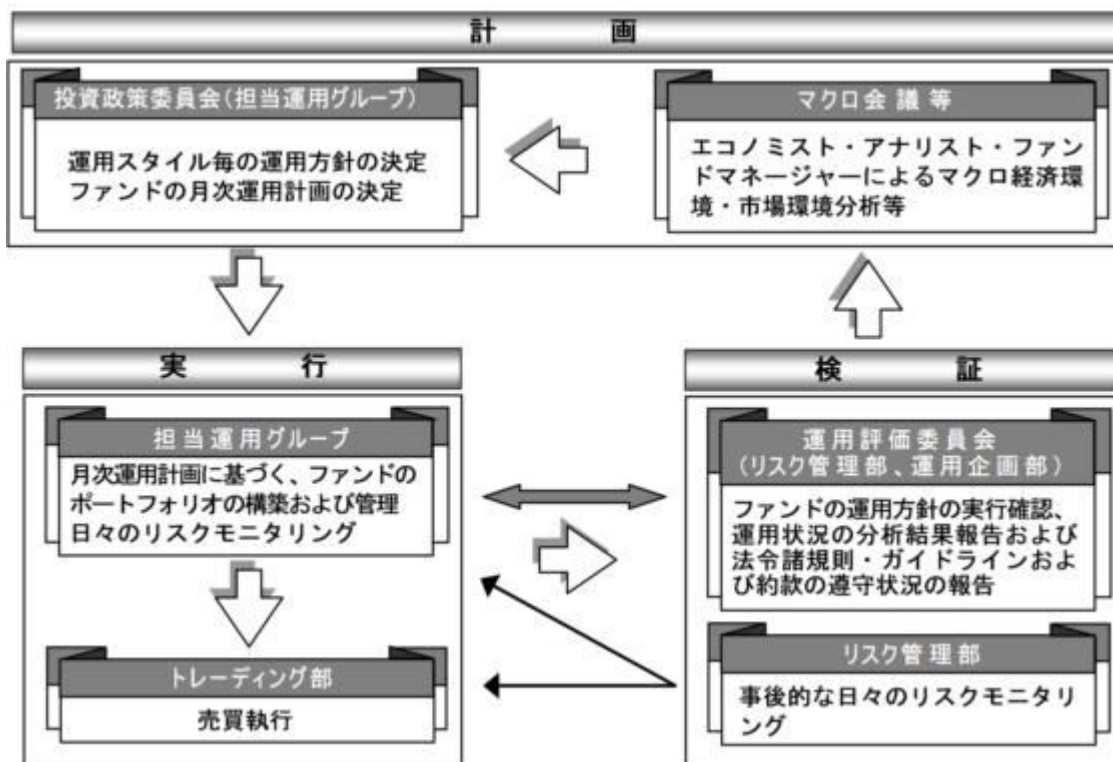 計画
投資政策委員会（担当運用グループ）
運用スタイル毎の運用方針の決定
ファンドの月次運用計画の決定
マクロ会議等
エコノミスト・アナリスト・ファン
ドマネージャーによるマクロ経済環
境・市場環境分析等
実行
担当運用グループ
月次運用計画に基づく、ファンドの
ポートフォリオの構築および管理
日々のリスクモニタリング
トレーディング部
売買執行
検証
運用評価委員会
（リスク管理部、運用企画部）
ファンドの運用方針の実行確認、
運用状況の分析結果報告および
法令諸規則・ガイドラインおよ
び約款の遵守状況の報告
リスク管理部
事後的な日々のリスクモニタリ
ング